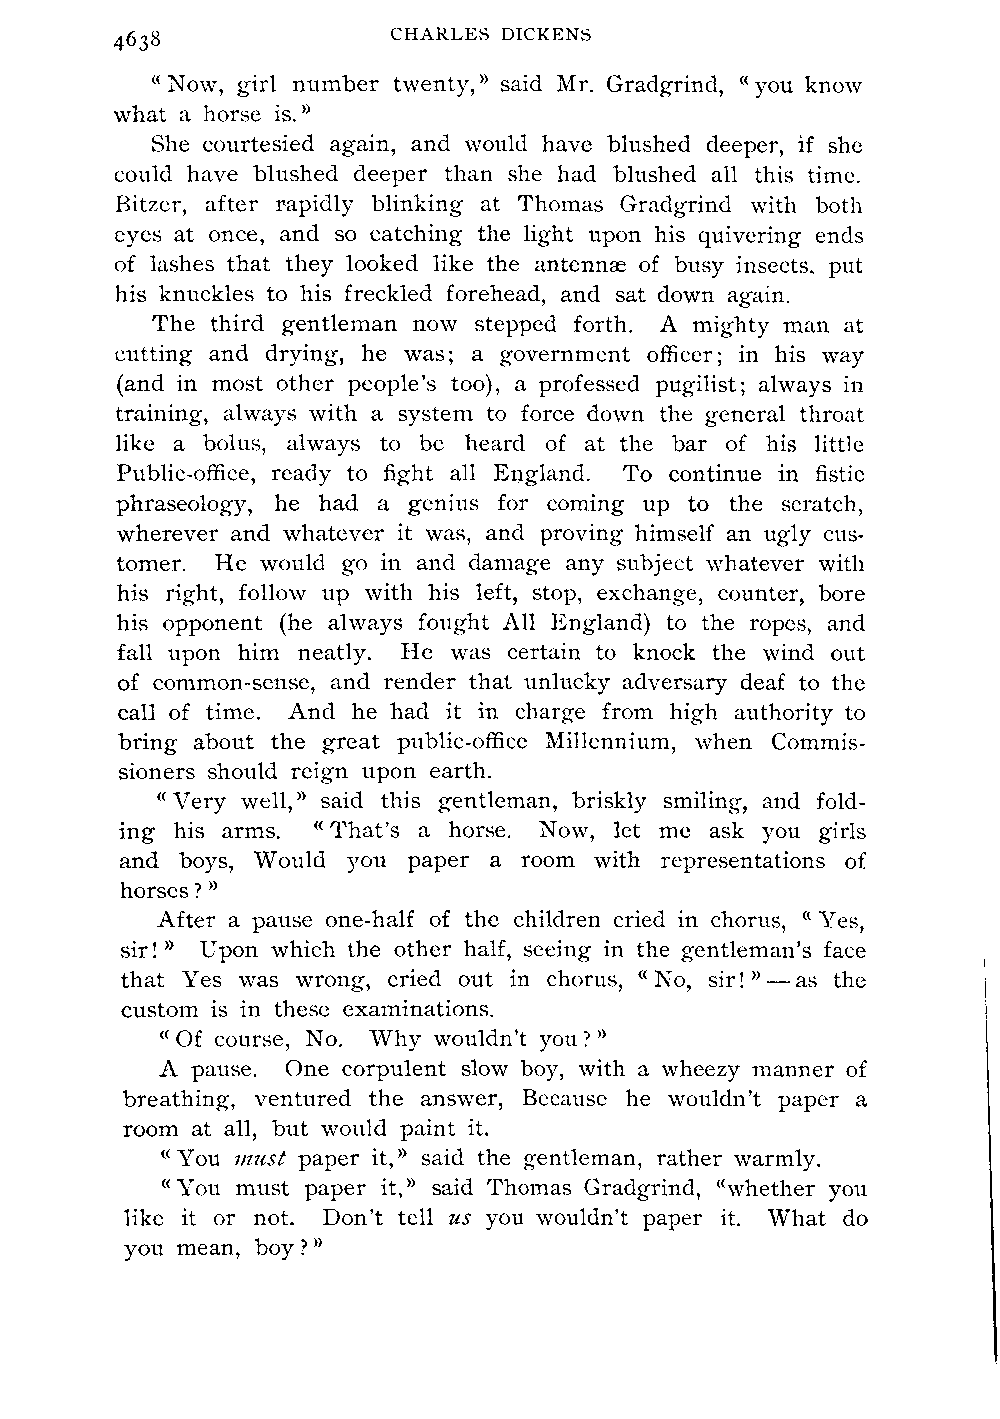 4638 CHARLES DICKENS
“Now, girl number twenty,” said Mr. Gradgrind, “you know
what a horse is.”
She courtesied again, and would have blushed deeper, if she
could have blushed deeper than she had blushed all this time.
Bitzer, after rapidly blinking at Thomas Gradgrind with both
eyes at once, and so catching the light upon his quivering ends
of lashes that they looked like the antennæ of busy insects, put
his knuckles to his freckled forehead, and sat down again.
The third gentleman now stepped forth. A mighty man at
cutting and drying, he was; a government officer; in his way
(and in most other people's too), a professed pugilist; always in
training, always with a system to force down the general throat
like a bolus, always to be heard of at the bar of his little
Public-office, ready to fight all England. To continue in fistic
phraseology, he had a genius for coming up to the scratch,
wherever and whatever it was, and proving himself an ugly cus-
tomer. He would go in and damage any subject whatever with
his right, follow up with his left, stop, exchange, counter, bore
his opponent (he always fought All England) to the ropes, and
fall upon him neatly. He was certain to knock the wind out
of common-sense, and render that unlucky adversary deaf to the
call of time. And he had it in charge from high authority to
bring about the great public-office Millennium, when Commis-
sioners should reign upon earth.
“Very well,” said this gentleman, briskly smiling, and fold-
ing his arms. “That's a horse. Now, let me ask you girls
and boys, Would you paper a room with representations of
horses?”
After a pause one-half of the children cried in chorus, “Yes,
sir!” Upon which the other half, seeing in the gentleman's face
that Yes was wrong, cried out in chorus, “No, sir!”—as the
custom is in these examinations.
“Of course, No. Why wouldn't you?”
A pause. One corpulent slow boy, with a wheezy manner of
breathing, ventured the answer, Because he wouldn't paper a
room at all, but would paint it.
“You must paper it,” said the gentleman, rather warmly.
“You must paper it,” said Thomas Gradgrind, “whether you
like it or not. Don't tell us you wouldn't paper it. What do
you mean, boy?”